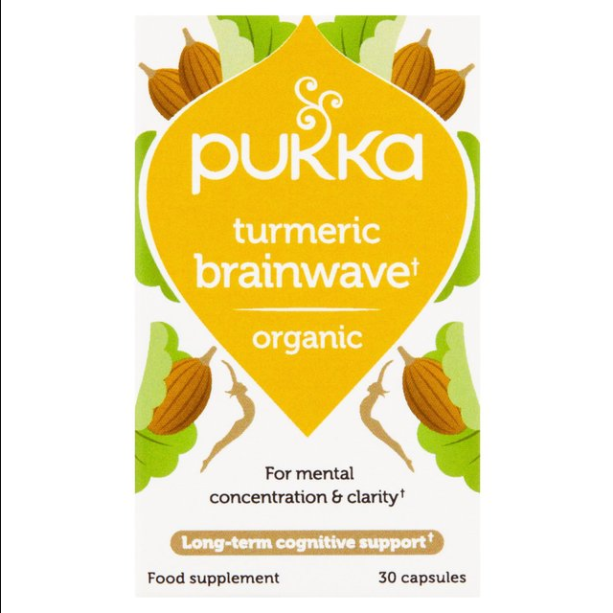 pukka
turmeric
brainwave†
organic
For mental
concentration & clarity†
Long-term cognitive support†
Food supplement 30 capsules